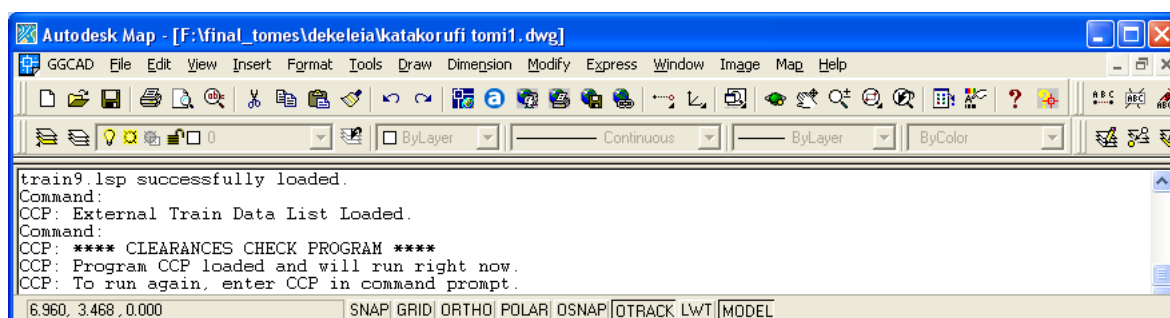 Autodesk Map - [F:\final_tomes\dekeleia\katakorufi tomi1.dwg]
GGCAD File Edit View Insert Format Tools Draw Dimension Modify Express Window Image Map Help
0 ByLayer Continuous ByLayer ByColor
train9.lsp successfully loaded.
Command:
CCP: External Train Data List Loaded.
Command:
CCP: **** CLEARANCES CHECK PROGRAM ****
CCP: Program CCP loaded and will run right now.
CCP: To run again, enter CCP in command prompt.
6.960, 3.468 , 0.000 SNAP GRID ORTHO POLAR OSNAP OTRACK LWT MODEL